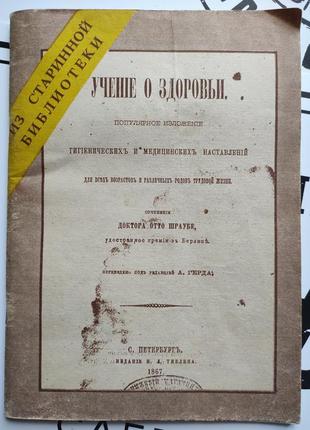 ИЗ СТАРИННОЙ
БИБЛИОТЕКИ
УЧЕНІЕ О ЗДОРОВЬИ.
ПОПУЛЯРНОЕ ИЗЛОЖЕНІЕ
ГИГІЕНИЧЕСКИХЪ И МЕДИЦИНСКИХЪ НАСТАВЛЕНІЙ
ДЛЯ ВСѢХЪ ВОЗРАСТОВЪ И РАЗЛИЧНЫХЪ РОДОВЪ ТРУДОВОЙ ЖИЗНИ.
СОЧИНЕНІЕ
ДОКТОРА ОТТО ШРАУБЕ,
удостоенное преміи въ Берлинѣ.
ПЕРЕВЕДЕНО ПОДЪ РЕДАКЦІЕЙ А. ГЕРДА;
С. ПЕТЕРБУРГЪ.
ИЗДАНІЕ Н. Л. ТИБЛЕНА.
1867.